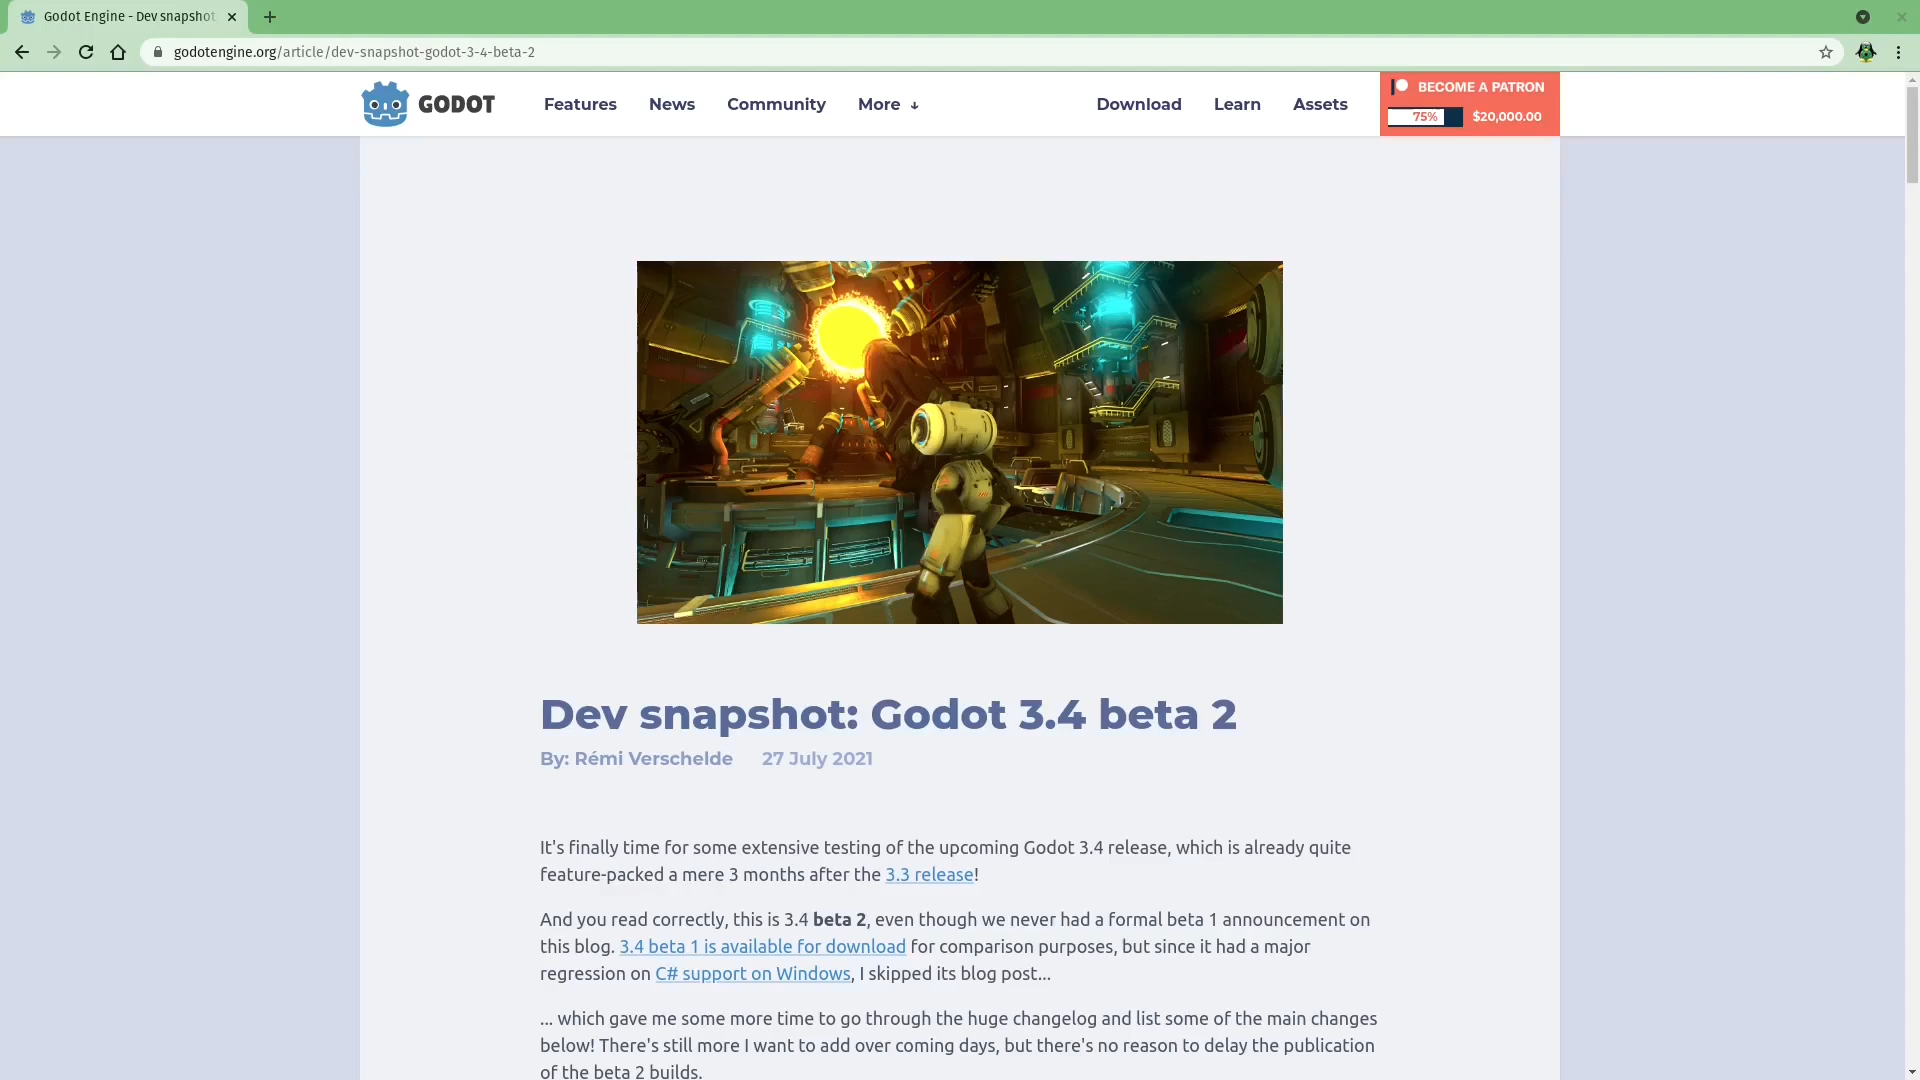 Godot Engine - Dev snapshot
godotengine.org/article/dev-snapshot-godot-3-4-beta-2
GODOT
Features News Community More ↓ Download Learn Assets
BECOME A PATRON
75% $20,000.00
Dev snapshot: Godot 3.4 beta 2
By: Rémi Verschelde 27 July 2021
It's finally time for some extensive testing of the upcoming Godot 3.4 release, which is already quite
feature-packed a mere 3 months after the 3.3 release!
And you read correctly, this is 3.4 beta 2, even though we never had a formal beta 1 announcement on
this blog. 3.4 beta 1 is available for download for comparison purposes, but since it had a major
regression on C# support on Windows, I skipped its blog post...
... which gave me some more time to go through the huge changelog and list some of the main changes
below! There's still more I want to add over coming days, but there's no reason to delay the publication
of the beta 2 builds.